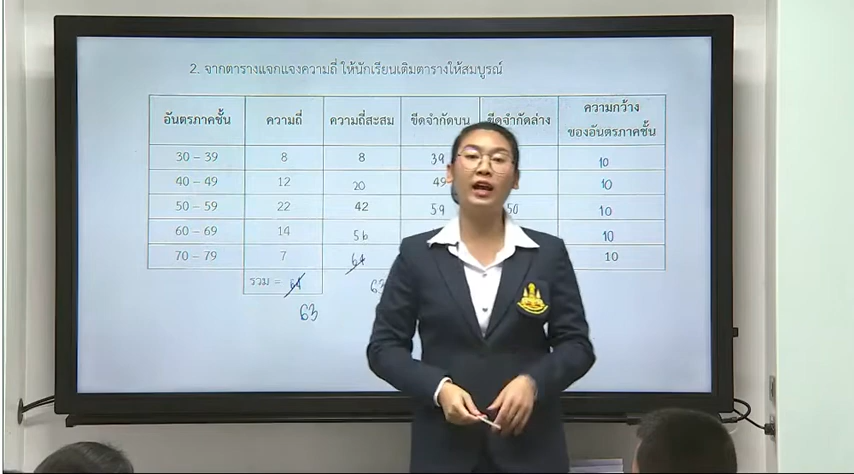 2. จากตารางแจกแจงความถี่ ให้นักเรียนเติมตารางให้สมบูรณ์
อันตรภาคชั้น ความถี่ ความถี่สะสม ขีดจำกัดบน ขีดจำกัดล่าง ความกว้าง
ของอันตรภาคชั้น
30 – 39 8 8 39 10
40 – 49 12 20 49 10
50 – 59 22 42 59 50 10
60 – 69 14 56 10
70 – 79 7 64 10
รวม = 64 63
63